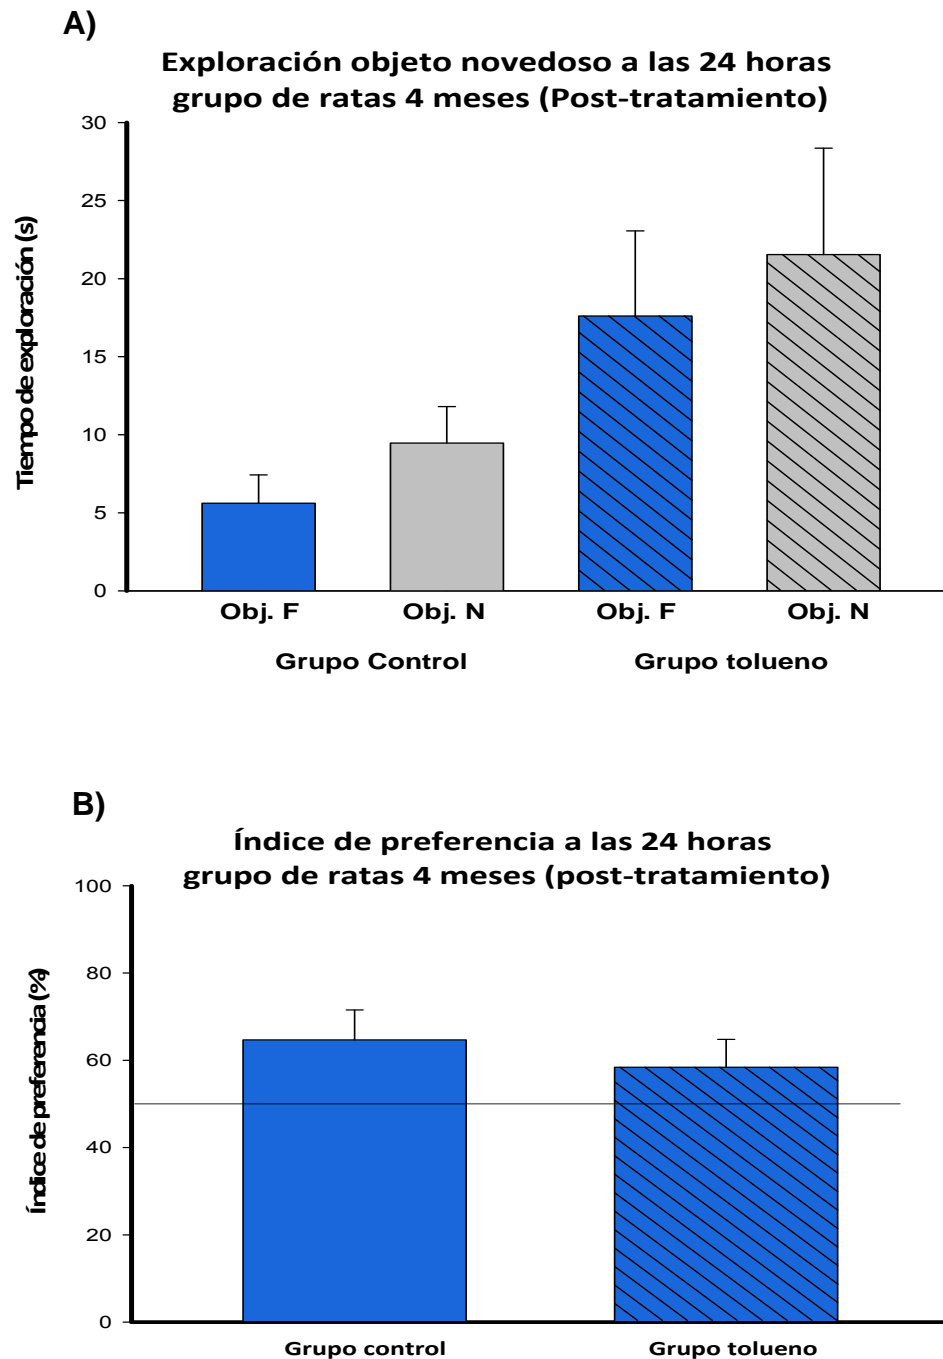 A)
Exploración objeto novedoso a las 24 horas
grupo de ratas 4 meses (Post-tratamiento)
Tiempo de exploración (s)
30
25
20
15
10
5
0
Obj. F
Obj. N
Obj. F
Obj. N
Grupo Control
Grupo tolueno
B)
Índice de preferencia a las 24 horas
grupo de ratas 4 meses (post-tratamiento)
Índice de preferencia (%)
100
80
60
40
20
0
Grupo control
Grupo tolueno